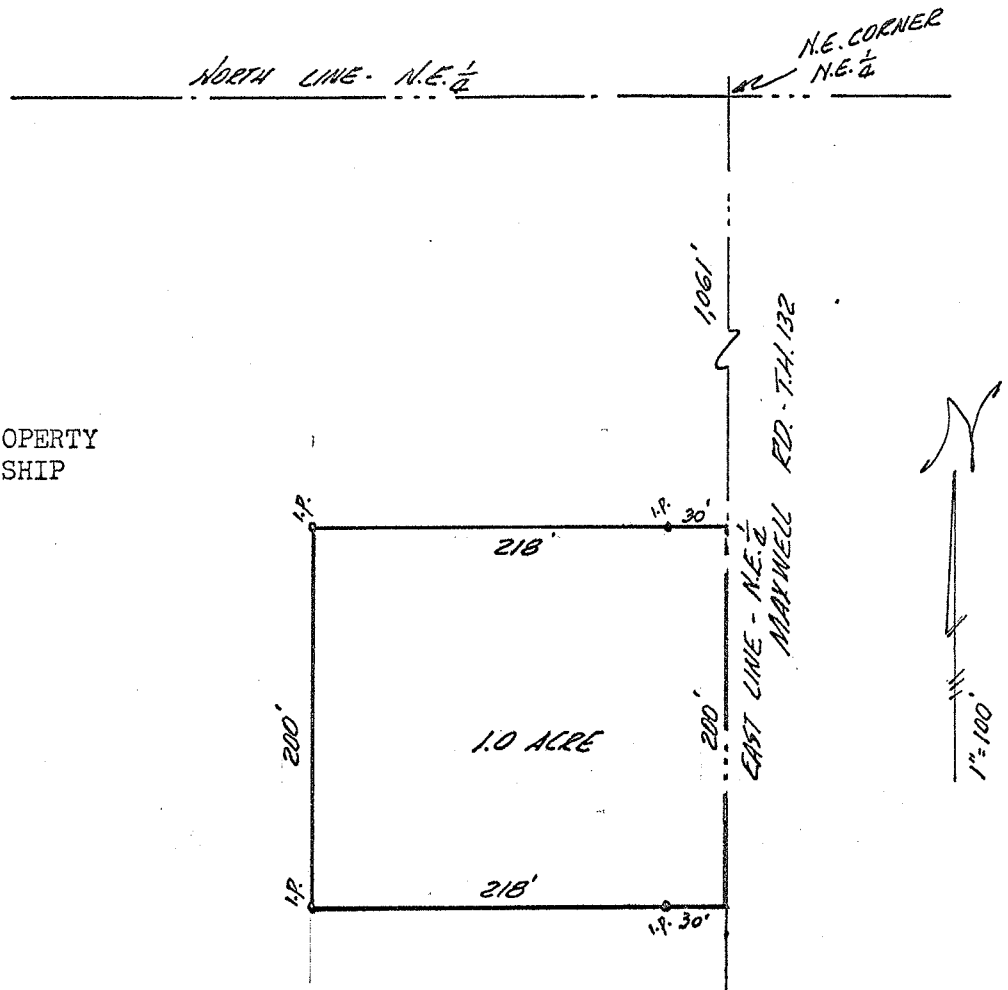 NORTH LINE - N.E. 1/4
N.E. CORNER
N.E. 1/4
1,061'
OPERTY
SHIP
EAST LINE - N.E. 1/4
MAXWELL RD. - T.H. 132
I.P.
I.P. 30'
218'
200'
1.0 ACRE
200'
I.P.
218'
I.P. 30'
N
1"=100'